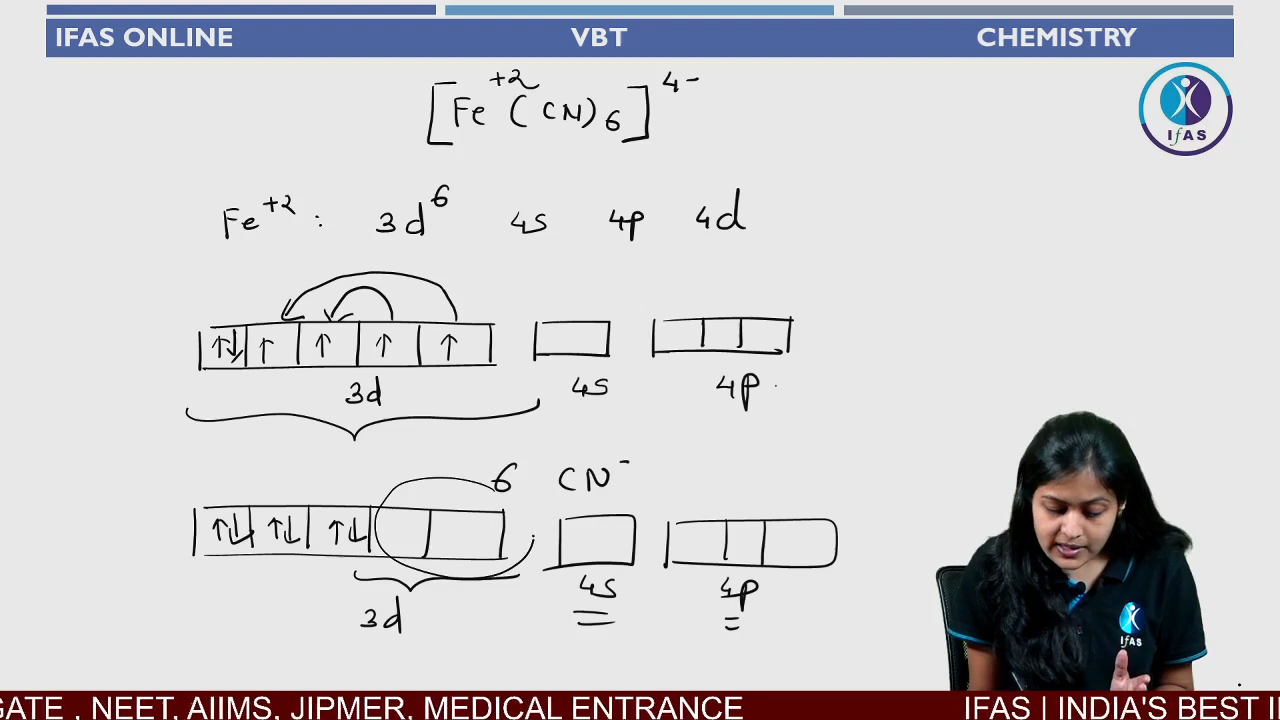 IFAS ONLINE VBT CHEMISTRY
IfAS
[Fe⁺² (CN)₆]⁴⁻
Fe⁺² : 3d⁶ 4s 4p 4d
↑↓ ↑ ↑ ↑ ↑
3d 4s 4p
6 CN⁻
↑↓ ↑↓ ↑↓
3d 4s 4p
IfAS
GATE , NEET, AIIMS, JIPMER, MEDICAL ENTRANCE IFAS | INDIA'S BEST I